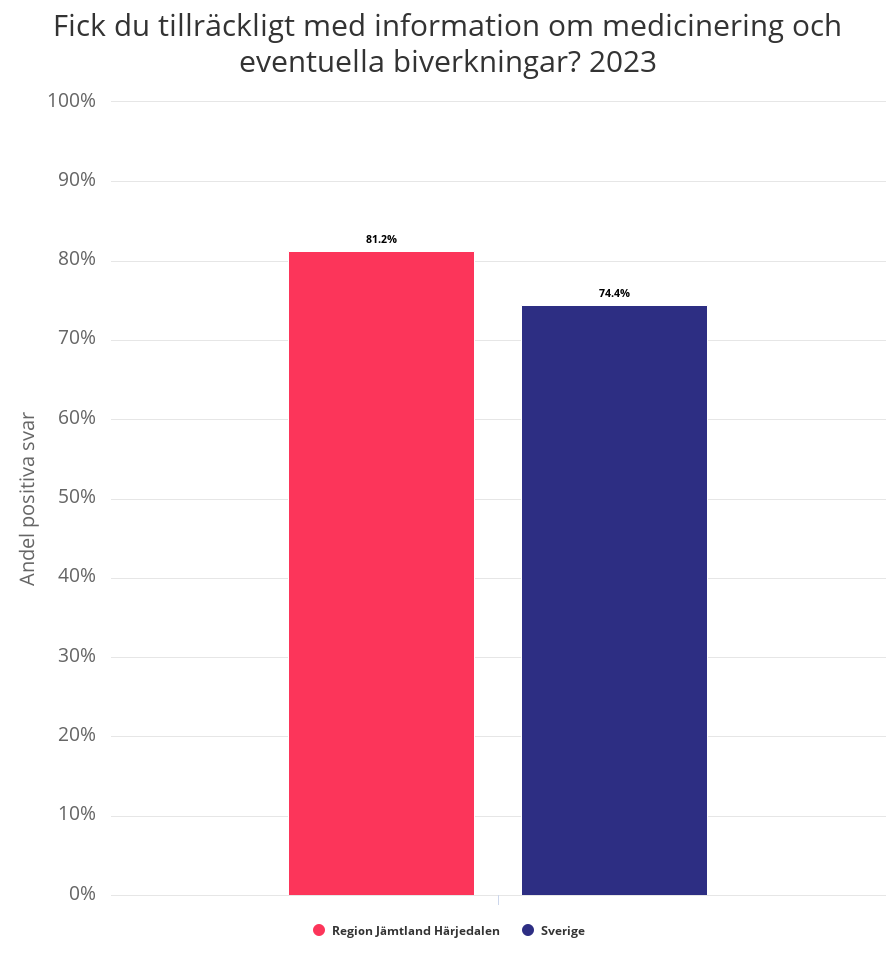 Fick du tillräckligt med information om medicinering och
eventuella biverkningar? 2023
100%
90%
80%
70%
60%
50%
40%
30%
20%
10%
0%
Andel positiva svar
81.2%
74.4%
Region Jämtland Härjedalen
Sverige